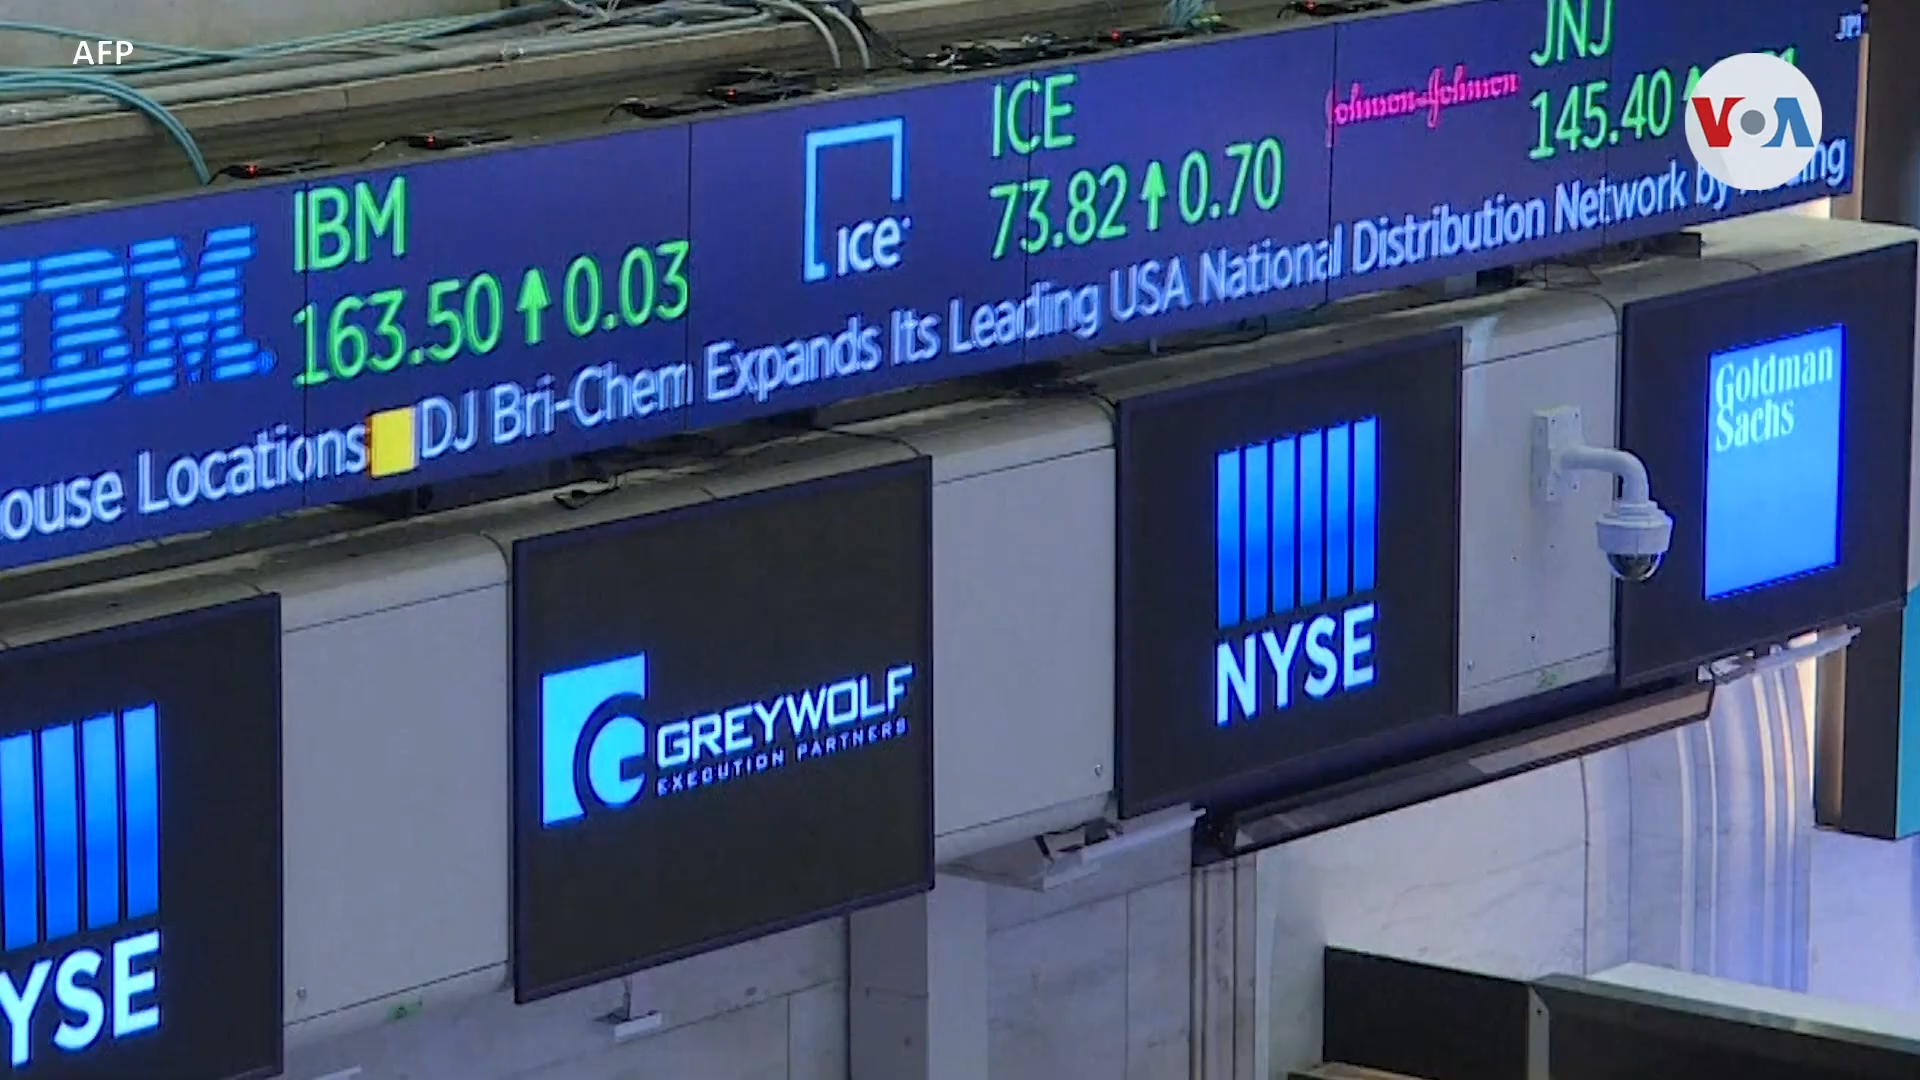 AFP
JNJ
145.40
Johnson&Johnson
VOA
ICE
73.82 0.70
ICE
IBM
163.50 0.03
IBM
ouse Locations DJ Bri-Chem Expands Its Leading USA National Distribution Network by
Goldman
Sachs
NYSE
GREYWOLF
EXECUTION PARTNERS
YSE